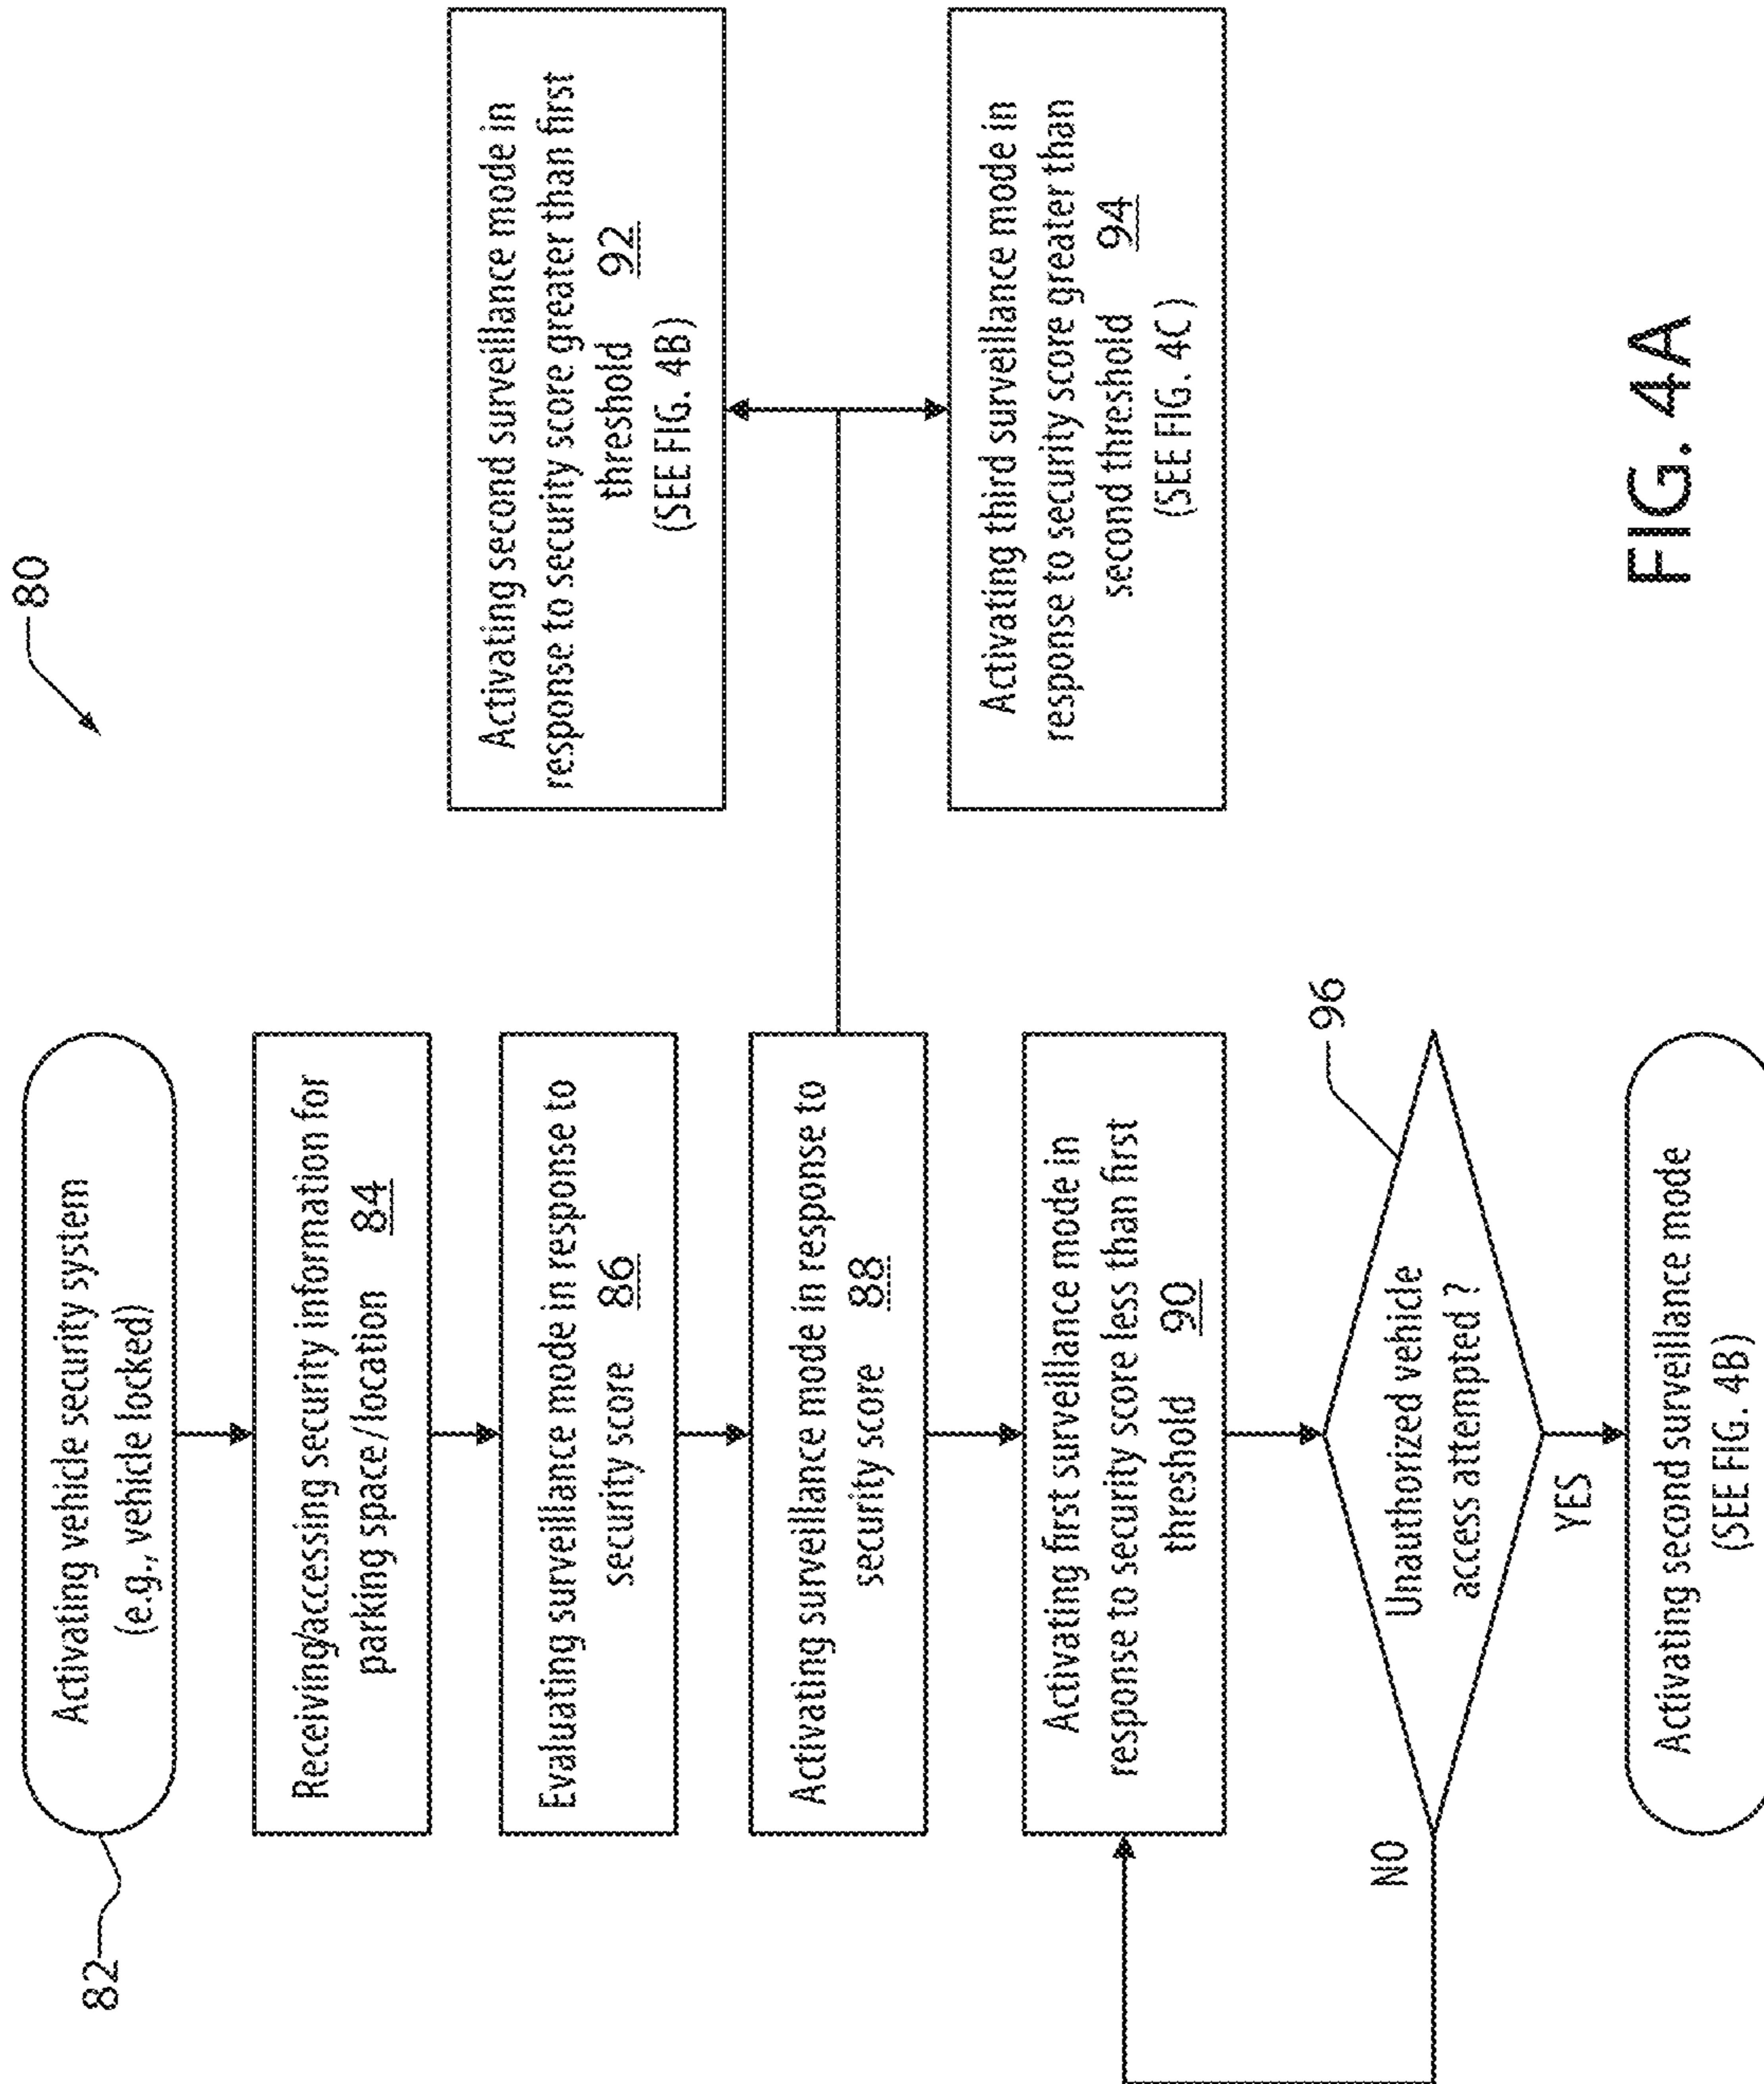 80
82
Activating vehicle security system
(e.g., vehicle locked)
Receiving/accessing security information for
parking space/location 84
Evaluating surveillance mode in response to
security score 86
Activating surveillance mode in response to
security score 88
Activating first surveillance mode in
response to security score less than first
threshold 90
96
Unauthorized vehicle
access attempted ?
NO
YES
Activating second surveillance mode
(SEE FIG. 4B)
Activating second surveillance mode in
response to security score greater than first
threshold 92
(SEE FIG. 4B)
Activating third surveillance mode in
response to security score greater than
second threshold 94
(SEE FIG. 4C)
FIG. 4A